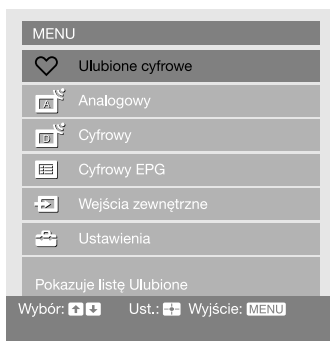 MENU
Ulubione cyfrowe
A Analogowy
D Cyfrowy
Cyfrowy EPG
Wejścia zewnętrzne
Ustawienia
Pokazuje listę Ulubione
Wybór: Ust.: Wyjście: MENU